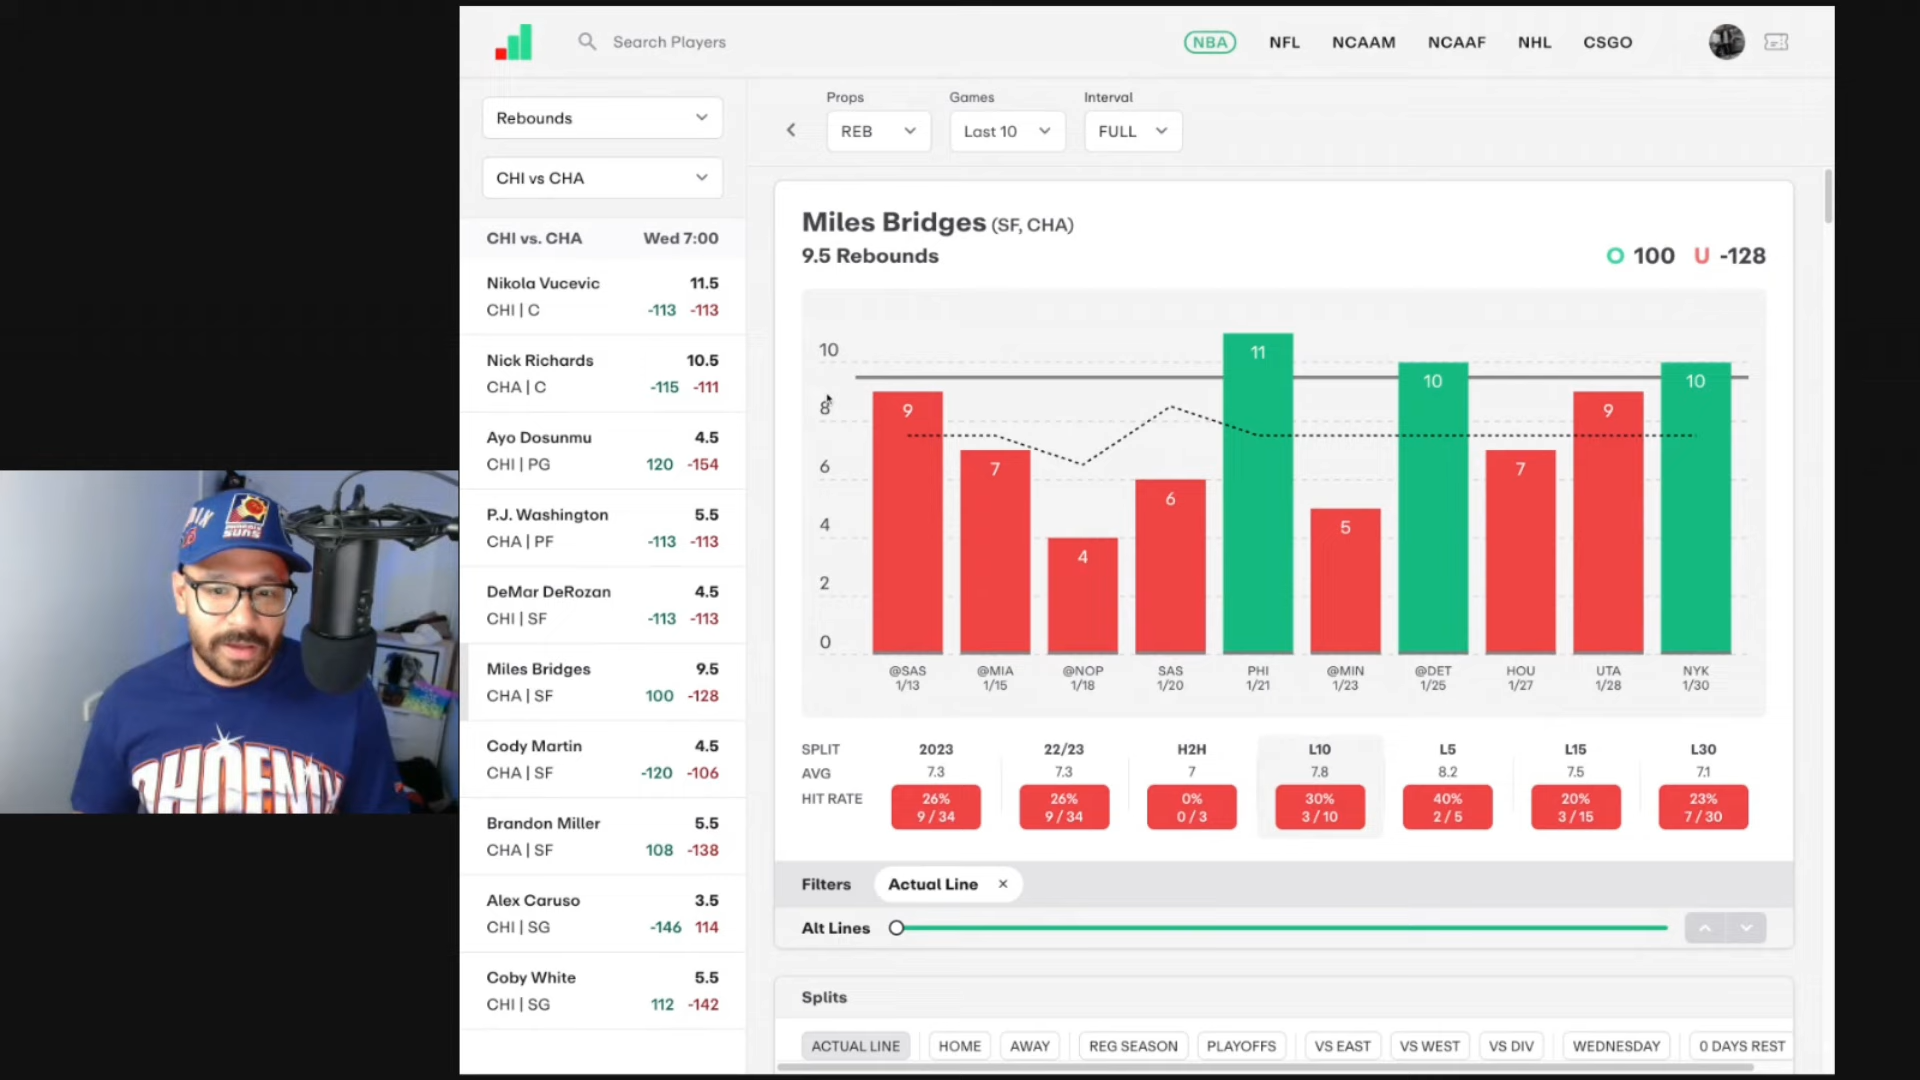 Search Players
NBA NFL NCAAM NCAAF NHL CSGO
Rebounds
CHI vs CHA
CHI vs. CHA Wed 7:00
Nikola Vucevic 11.5
CHI | C -113 -113
Nick Richards 10.5
CHA | C -115 -111
Ayo Dosunmu 4.5
CHI | PG 120 -154
P.J. Washington 5.5
CHA | PF -113 -113
DeMar DeRozan 4.5
CHI | SF -113 -113
Miles Bridges 9.5
CHA | SF 100 -128
Cody Martin 4.5
CHA | SF -120 -106
Brandon Miller 5.5
CHA | SF 108 -138
Alex Caruso 3.5
CHI | SG -146 114
Coby White 5.5
CHI | SG 112 -142
Props Games Interval
REB Last 10 FULL
Miles Bridges (SF, CHA)
9.5 Rebounds O 100 U -128
10
8
6
4
2
0
9 7 4 6 11 5 10 7 9 10
@SAS @MIA @NOP SAS PHI @MIN @DET HOU UTA NYK
1/13 1/15 1/18 1/20 1/21 1/23 1/25 1/27 1/28 1/30
SPLIT 2023 22/23 H2H L10 L5 L15 L30
AVG 7.3 7.3 7 7.8 8.2 7.5 7.1
HIT RATE 26% 26% 0% 30% 40% 20% 23%
9 / 34 9 / 34 0 / 3 3 / 10 2 / 5 3 / 15 7 / 30
Filters Actual Line ×
Alt Lines
Splits
ACTUAL LINE HOME AWAY REG SEASON PLAYOFFS VS EAST VS WEST VS DIV WEDNESDAY 0 DAYS REST
PHOENIX
SUNS
PHOENIX